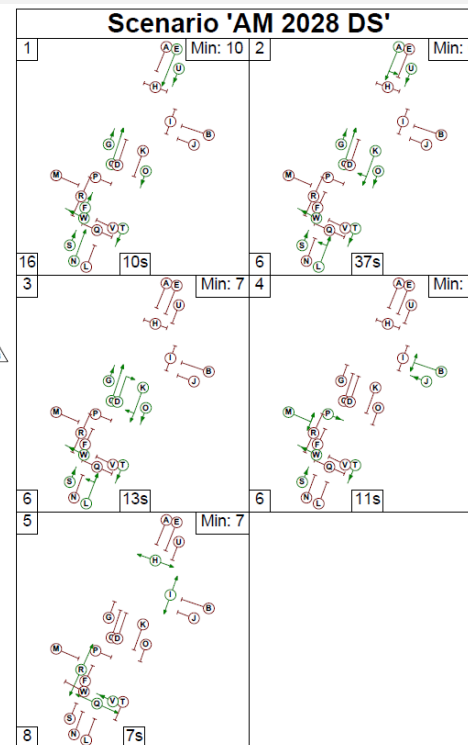 Scenario 'AM 2028 DS'
1
Min: 10
A E
U
H
I
B
J
G
C D
K
O
M
P
R
F
W
Q V T
S
N L
16
10s
2
Min:
A E
U
H
I
B
J
G
C D
K
O
M
P
R
F
W
Q V T
S
N L
6
37s
3
Min: 7
A E
U
H
I
B
J
G
C D
K
O
M
P
R
F
W
Q V T
S
N L
6
13s
4
Min:
A E
U
H
I
B
J
G
C D
K
O
M
P
R
F
W
Q V T
S
N L
6
11s
5
Min: 7
A E
U
H
I
B
J
G
C D
K
O
M
P
R
F
W
Q V T
S
N L
8
7s